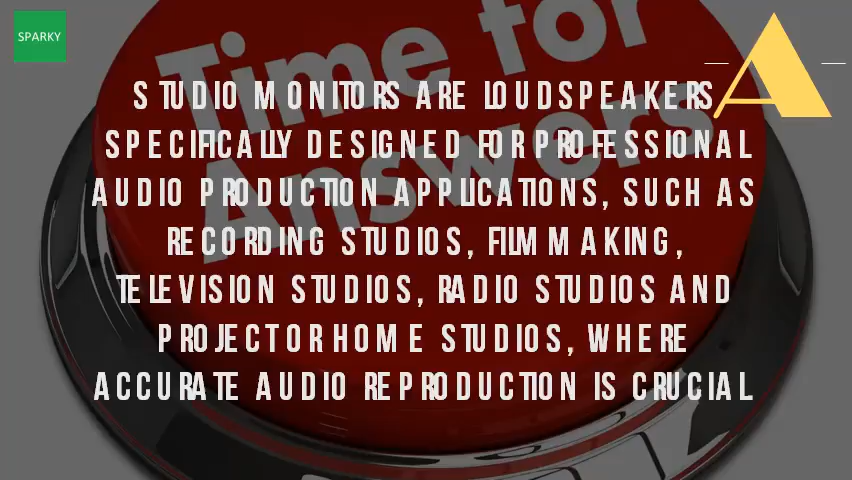 SPARKY
Time for
Answers
A
STUDIO MONITORS ARE LOUDSPEAKERS
SPECIFICALLY DESIGNED FOR PROFESSIONAL
AUDIO PRODUCTION APPLICATIONS, SUCH AS
RECORDING STUDIOS, FILMMAKING,
TELEVISION STUDIOS, RADIO STUDIOS AND
PROJECT OR HOME STUDIOS, WHERE
ACCURATE AUDIO REPRODUCTION IS CRUCIAL